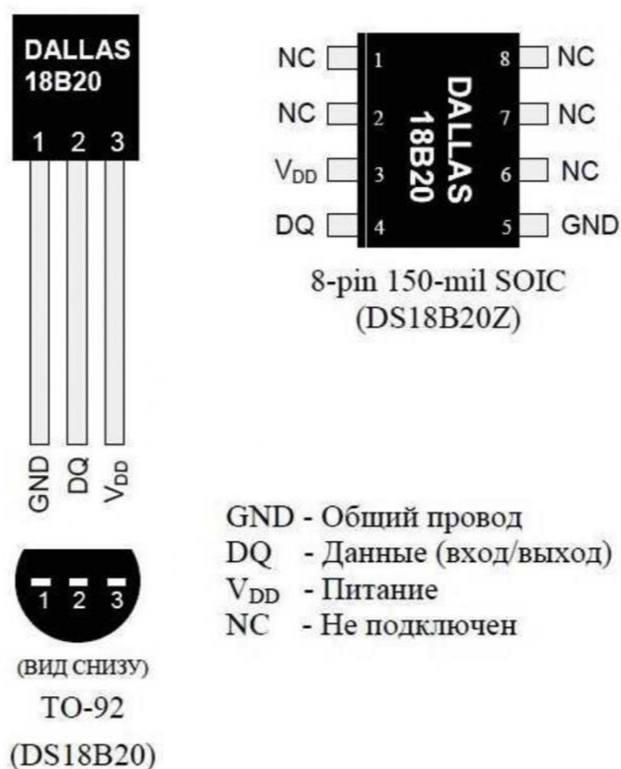 DALLAS
18B20
1 2 3
GND DQ VDD
1 2 3
(ВИД СНИЗУ)
TO-92
(DS18B20)
NC 1 8 NC
NC 2 7 NC
VDD 3 6 NC
DQ 4 5 GND
DALLAS
18B20
8-pin 150-mil SOIC
(DS18B20Z)
GND - Общий провод
DQ - Данные (вход/выход)
VDD - Питание
NC - Не подключен